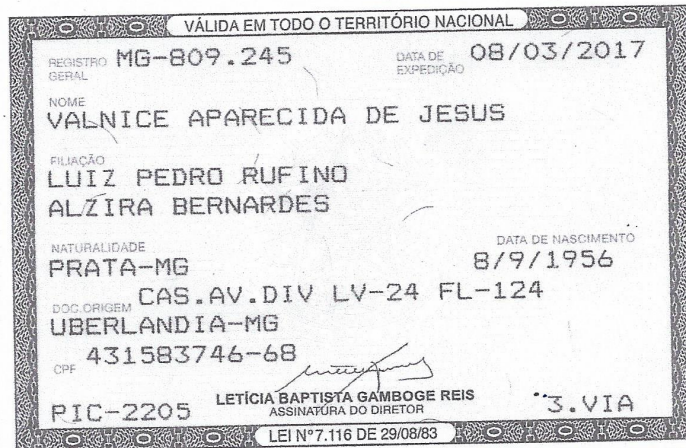 VÁLIDA EM TODO O TERRITÓRIO NACIONAL
REGISTRO GERAL MG-809.245 DATA DE EXPEDIÇÃO 08/03/2017
NOME
VALNICE APARECIDA DE JESUS
FILIAÇÃO
LUIZ PEDRO RUFINO
ALZIRA BERNARDES
NATURALIDADE DATA DE NASCIMENTO
PRATA-MG 8/9/1956
DOC.ORIGEM CAS.AV.DIV LV-24 FL-124
UBERLANDIA-MG
CPF 431583746-68
LETÍCIA BAPTISTA GAMBOGE REIS
PIC-2205 ASSINATURA DO DIRETOR 3.VIA
LEI Nº 7.116 DE 29/08/83